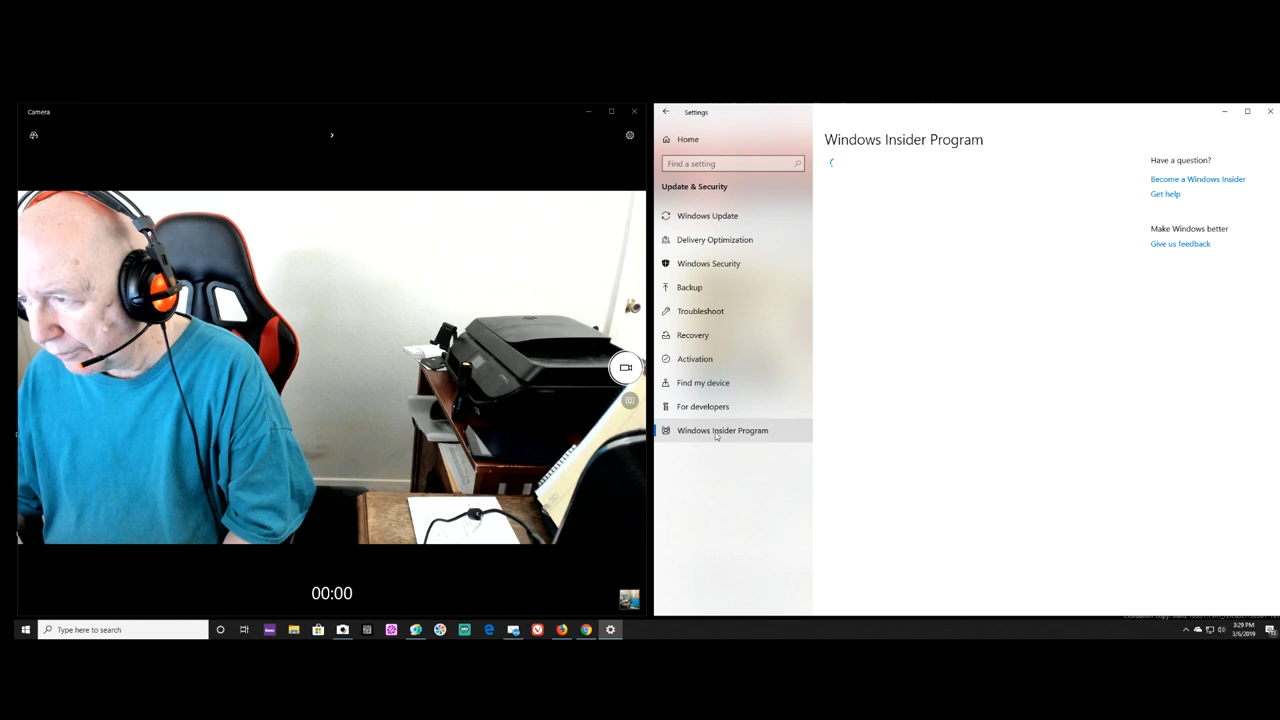 Camera
00:00
Settings
Home
Find a setting
Update & Security
Windows Update
Delivery Optimization
Windows Security
Backup
Troubleshoot
Recovery
Activation
Find my device
For developers
Windows Insider Program
Windows Insider Program
Have a question?
Become a Windows Insider
Get help
Make Windows better
Give us feedback
Type here to search
3:29 PM
3/6/2019